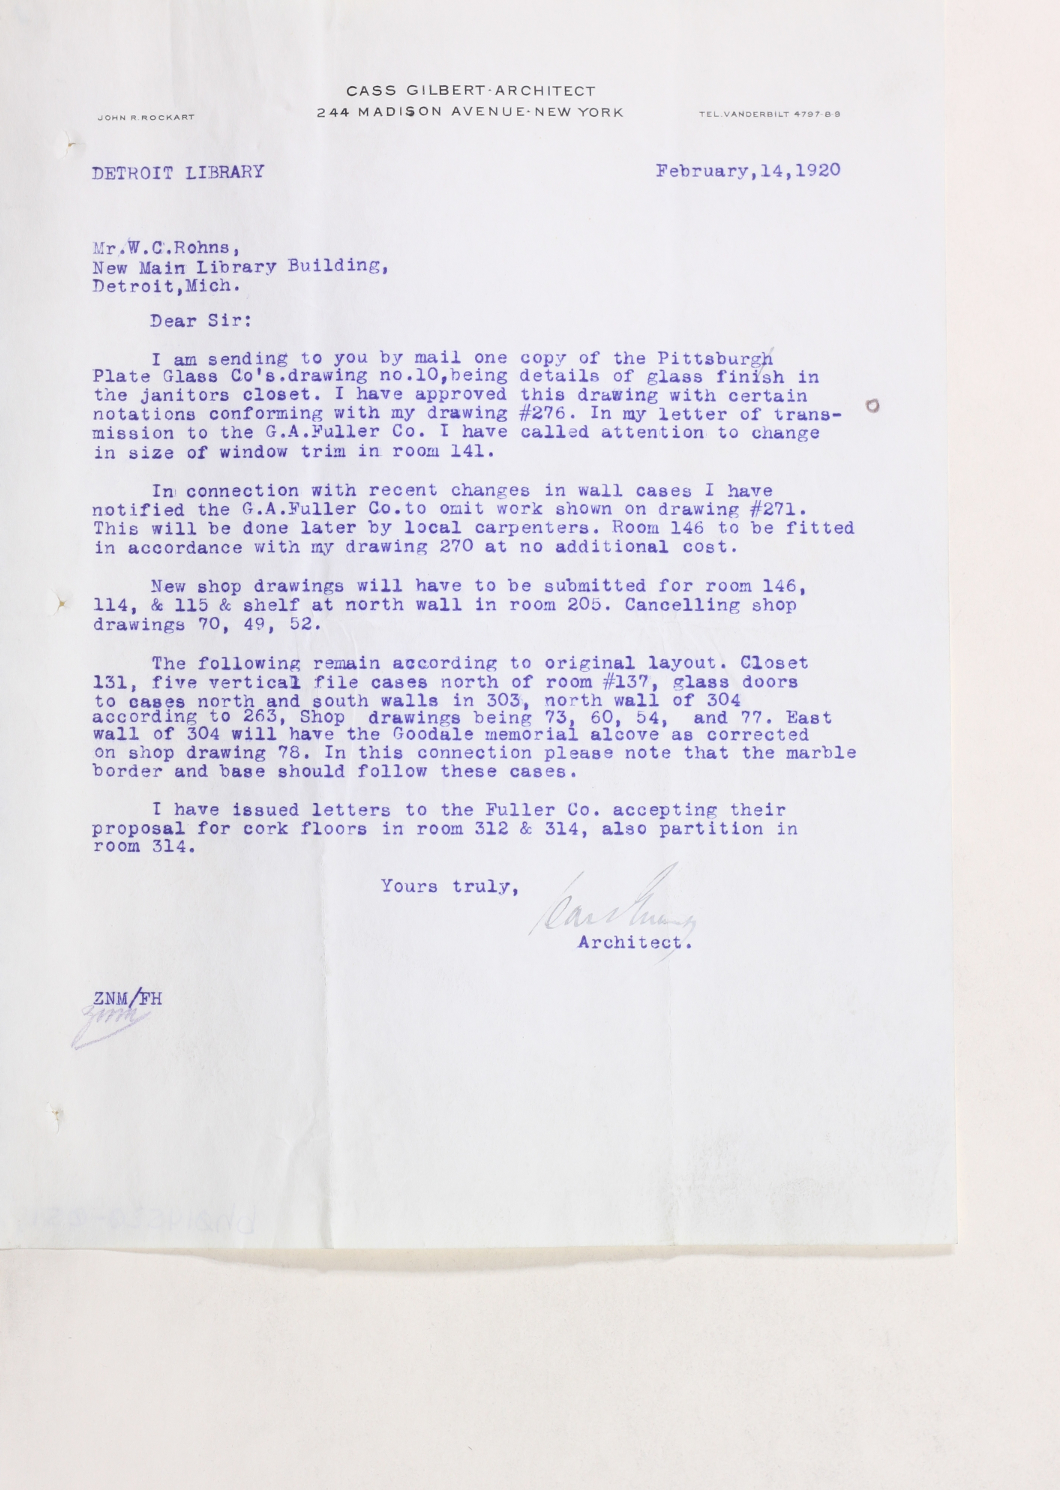 CASS GILBERT·ARCHITECT
244 MADISON AVENUE·NEW YORK
JOHN R. ROCKART
TEL. VANDERBILT 4797·8·9
DETROIT LIBRARY
February,14,1920
Mr.W.C.Rohns,
New Main Library Building,
Detroit,Mich.
Dear Sir:
I am sending to you by mail one copy of the Pittsburgh
Plate Glass Co's.drawing no.10,being details of glass finish in
the janitors closet. I have approved this drawing with certain
notations conforming with my drawing #276. In my letter of trans-
mission to the G.A.Fuller Co. I have called attention to change
in size of window trim in room 141.
In connection with recent changes in wall cases I have
notified the G.A.Fuller Co.to omit work shown on drawing #271.
This will be done later by local carpenters. Room 146 to be fitted
in accordance with my drawing 270 at no additional cost.
New shop drawings will have to be submitted for room 146,
114, & 115 & shelf at north wall in room 205. Cancelling shop
drawings 70, 49, 52.
The following remain according to original layout. Closet
131, five vertical file cases north of room #137, glass doors
to cases north and south walls in 303, north wall of 304
according to 263, Shop drawings being 73, 60, 54, and 77. East
wall of 304 will have the Goodale memorial alcove as corrected
on shop drawing 78. In this connection please note that the marble
border and base should follow these cases.
I have issued letters to the Fuller Co. accepting their
proposal for cork floors in room 312 & 314, also partition in
room 314.
Yours truly,
Architect.
ZNM/FH